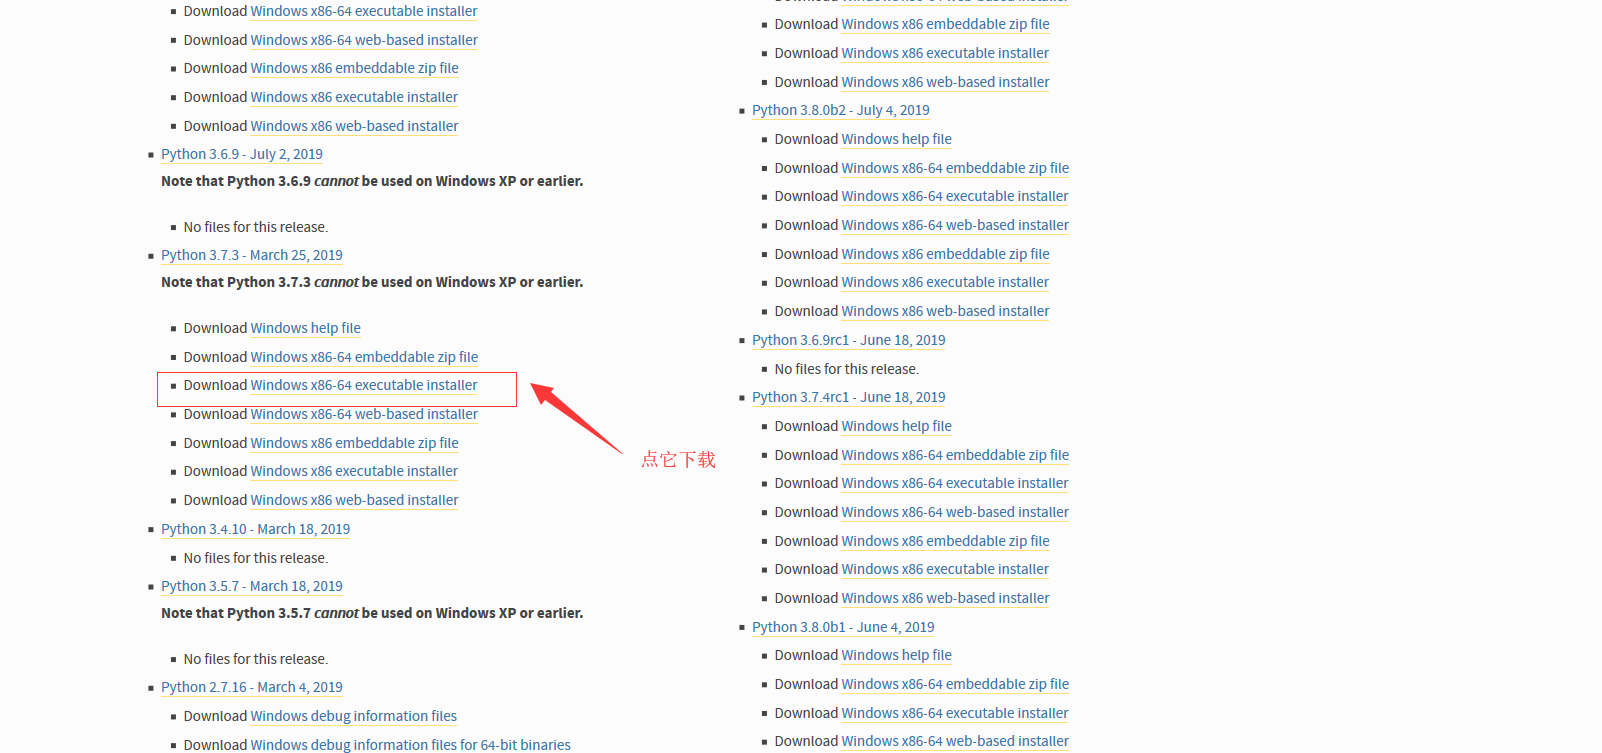 Download Windows x86-64 executable installer
Download Windows x86-64 web-based installer
Download Windows x86 embeddable zip file
Download Windows x86 executable installer
Download Windows x86 web-based installer
Python 3.6.9 - July 2, 2019
Note that Python 3.6.9 cannot be used on Windows XP or earlier.
No files for this release.
Python 3.7.3 - March 25, 2019
Note that Python 3.7.3 cannot be used on Windows XP or earlier.
Download Windows help file
Download Windows x86-64 embeddable zip file
Download Windows x86-64 executable installer
Download Windows x86-64 web-based installer
Download Windows x86 embeddable zip file
Download Windows x86 executable installer
Download Windows x86 web-based installer
Python 3.4.10 - March 18, 2019
No files for this release.
Python 3.5.7 - March 18, 2019
Note that Python 3.5.7 cannot be used on Windows XP or earlier.
No files for this release.
Python 2.7.16 - March 4, 2019
Download Windows debug information files
Download Windows debug information files for 64-bit binaries
点它下载
Download Windows x86 embeddable zip file
Download Windows x86 executable installer
Download Windows x86 web-based installer
Python 3.8.0b2 - July 4, 2019
Download Windows help file
Download Windows x86-64 embeddable zip file
Download Windows x86-64 executable installer
Download Windows x86-64 web-based installer
Download Windows x86 embeddable zip file
Download Windows x86 executable installer
Download Windows x86 web-based installer
Python 3.6.9rc1 - June 18, 2019
No files for this release.
Python 3.7.4rc1 - June 18, 2019
Download Windows help file
Download Windows x86-64 embeddable zip file
Download Windows x86-64 executable installer
Download Windows x86-64 web-based installer
Download Windows x86 embeddable zip file
Download Windows x86 executable installer
Download Windows x86 web-based installer
Python 3.8.0b1 - June 4, 2019
Download Windows help file
Download Windows x86-64 embeddable zip file
Download Windows x86-64 executable installer
Download Windows x86-64 web-based installer